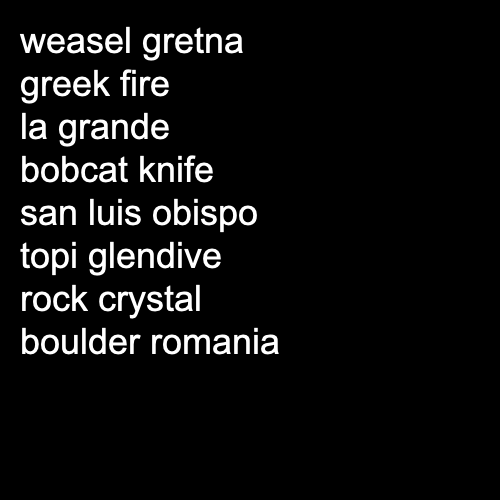 weasel gretna
greek fire
la grande
bobcat knife
san luis obispo
topi glendive
rock crystal
boulder romania